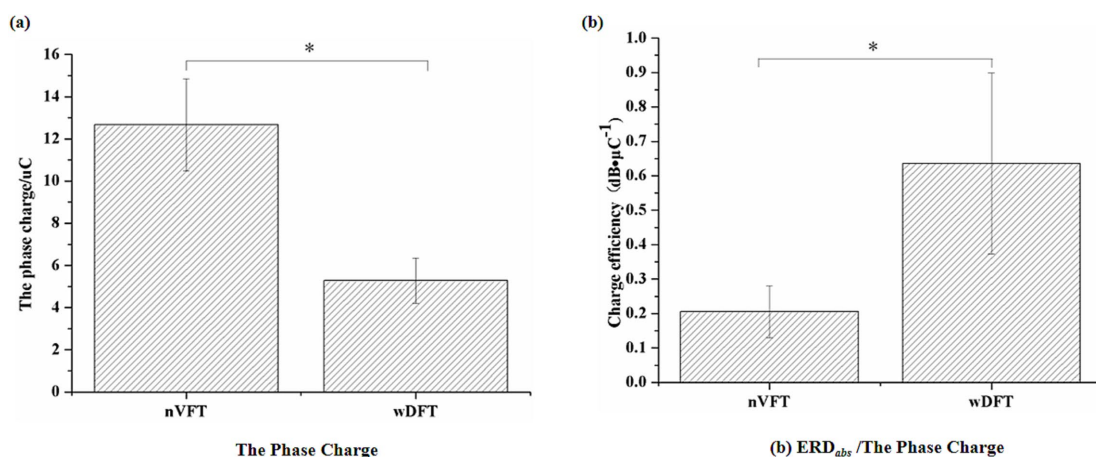 (a)
16
14
12
10
8
6
4
2
0
The phase charge/uC
*
nVFT wDFT
The Phase Charge
(b)
1.0
0.9
0.8
0.7
0.6
0.5
0.4
0.3
0.2
0.1
0.0
Charge efficiency (dB•μC⁻¹)
*
nVFT wDFT
(b) ERDabs /The Phase Charge